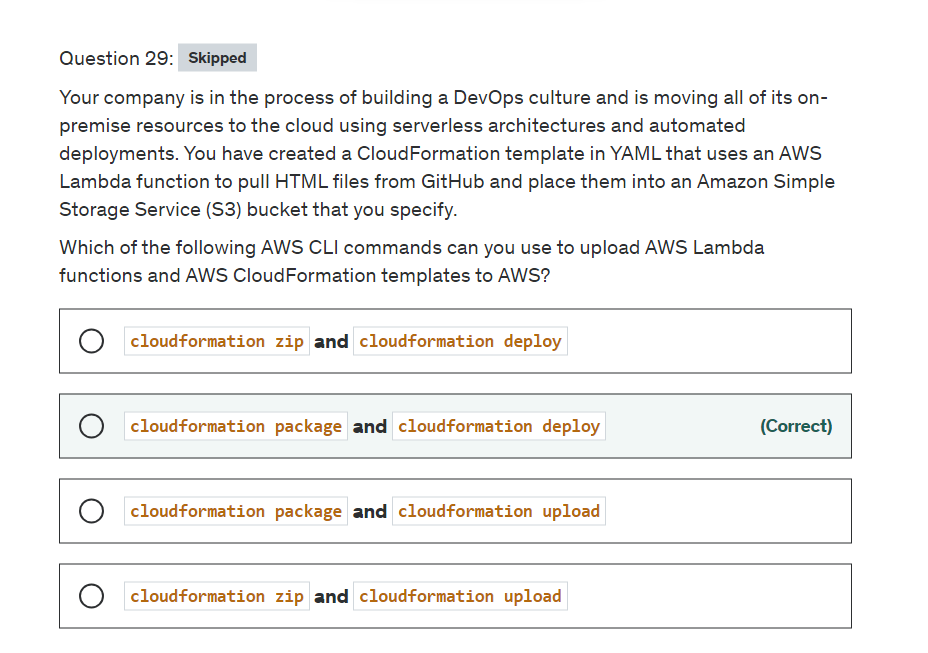 Question 29: Skipped
Your company is in the process of building a DevOps culture and is moving all of its on-
premise resources to the cloud using serverless architectures and automated
deployments. You have created a CloudFormation template in YAML that uses an AWS
Lambda function to pull HTML files from GitHub and place them into an Amazon Simple
Storage Service (S3) bucket that you specify.
Which of the following AWS CLI commands can you use to upload AWS Lambda
functions and AWS CloudFormation templates to AWS?
cloudformation zip and cloudformation deploy
cloudformation package and cloudformation deploy (Correct)
cloudformation package and cloudformation upload
cloudformation zip and cloudformation upload